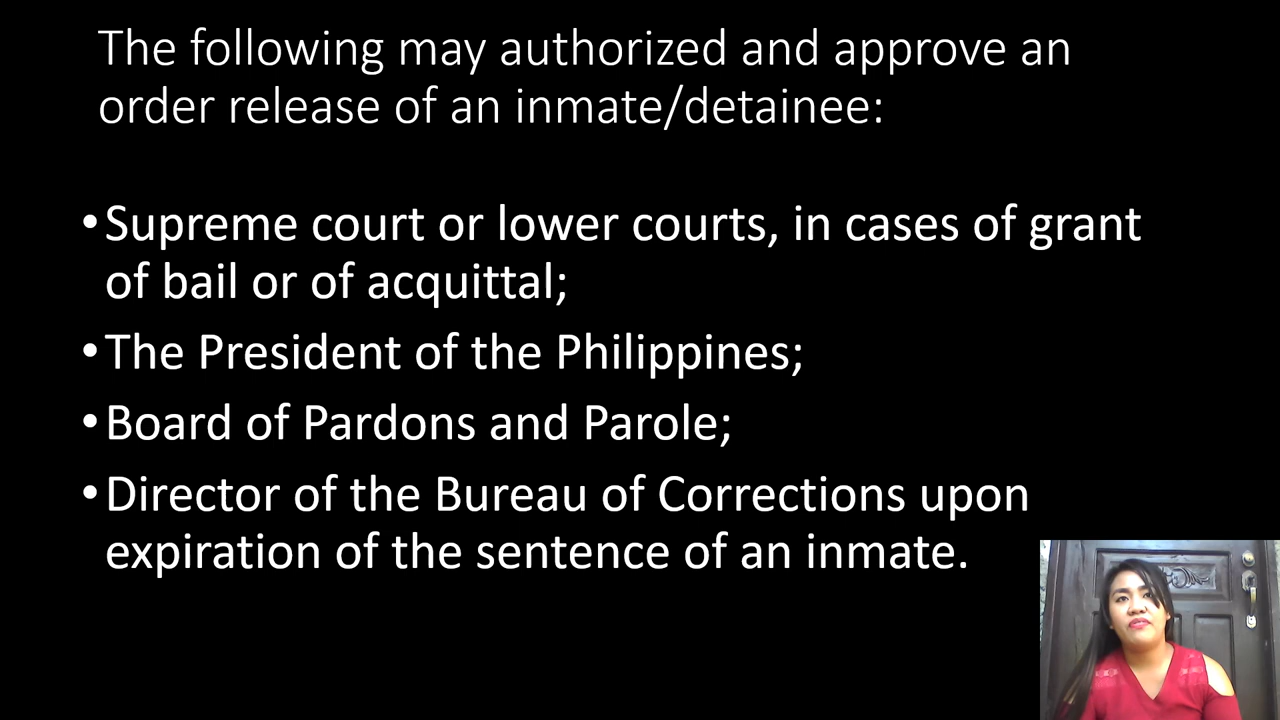 The following may authorized and approve an
order release of an inmate/detainee:
•Supreme court or lower courts, in cases of grant
of bail or of acquittal;
•The President of the Philippines;
•Board of Pardons and Parole;
•Director of the Bureau of Corrections upon
expiration of the sentence of an inmate.